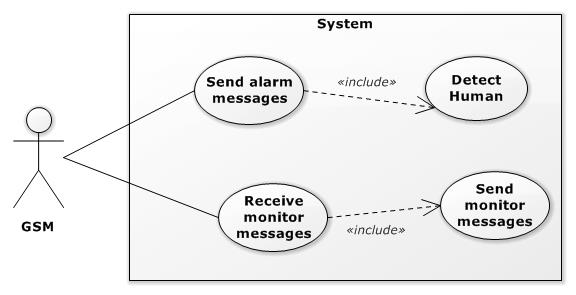 System
Send alarm
messages
«include»
Detect
Human
GSM
Receive
monitor
messages
«include»
Send
monitor
messages